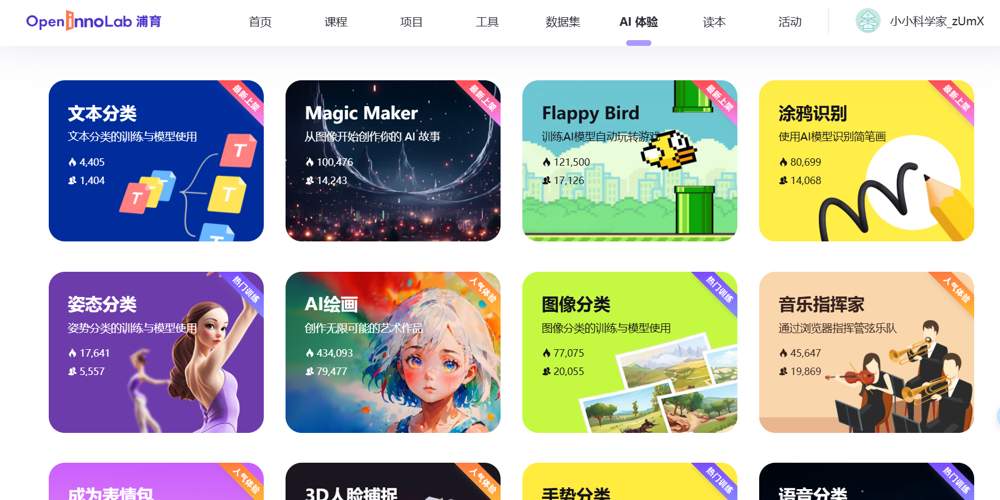 OpenInnoLab 浦育
首页
课程
项目
工具
数据集
AI 体验
读本
活动
小小科学家_zUmX
最新上架
文本分类
文本分类的训练与模型使用
4,405
1,404
T
T
T
T
最新上架
Magic Maker
从图像开始创作你的 AI 故事
100,476
14,243
最新上架
Flappy Bird
训练AI模型自动玩转游戏
121,500
17,126
最新上架
涂鸦识别
使用AI模型识别简笔画
80,699
14,068
热门训练
姿态分类
姿势分类的训练与模型使用
17,641
5,557
人气体验
AI绘画
创作无限可能的艺术作品
434,093
79,477
热门训练
图像分类
图像分类的训练与模型使用
77,075
20,055
人气体验
音乐指挥家
通过浏览器指挥管弦乐队
45,647
19,869
人气体验
成为表情包
人气体验
3D人脸捕捉
热门训练
手势分类
热门训练
语音分类